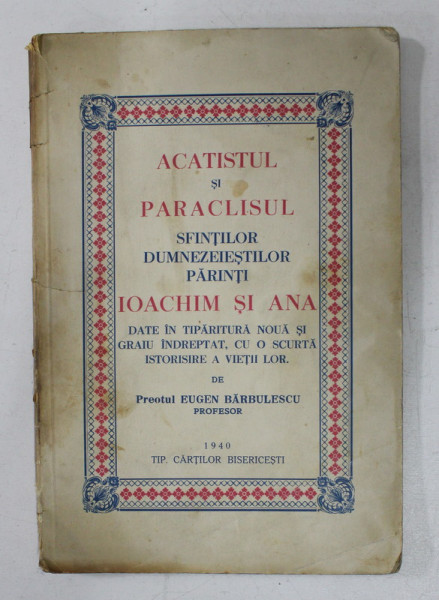 ACATISTUL
ȘI
PARACLISUL
SFINȚILOR
DUMNEZEIEȘTILOR
PĂRINȚI
IOACHIM ȘI ANA
DATE ÎN TIPĂRITURĂ NOUĂ ȘI
GRAIU ÎNDREPTAT, CU O SCURTĂ
ISTORISIRE A VIEȚII LOR.
DE
Preotul EUGEN BĂRBULESCU
PROFESOR
1940
TIP. CĂRȚILOR BISERICEȘTI